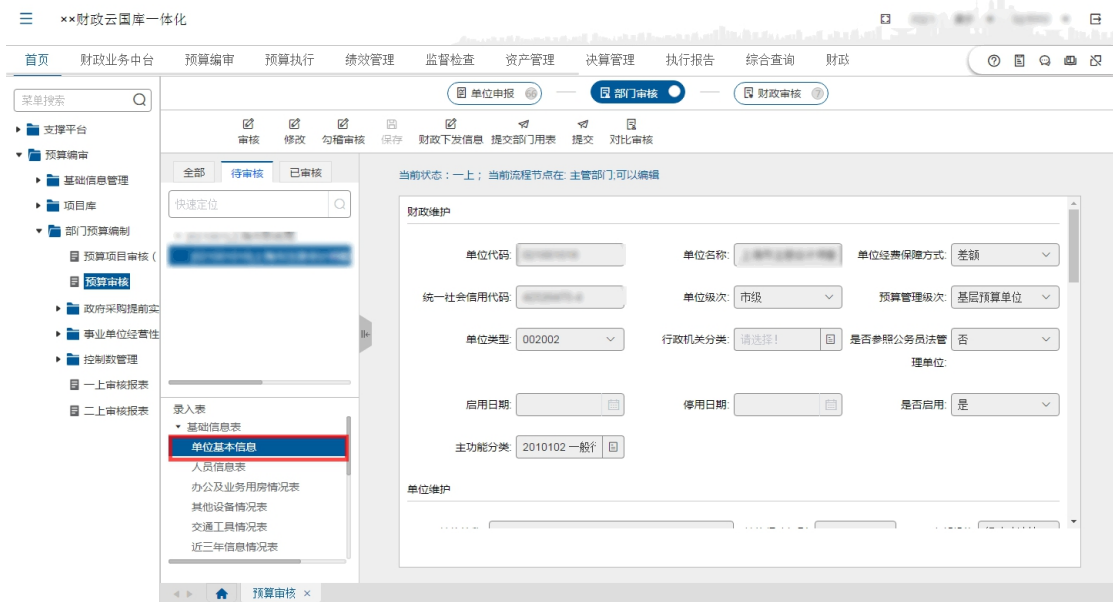 ××财政云国库一体化
首页 财政业务中台 预算编审 预算执行 绩效管理 监督检查 资产管理 决算管理 执行报告 综合查询 财政
菜单搜索
支撑平台
预算编审
基础信息管理
项目库
部门预算编制
预算项目审核(
预算审核
政府采购提前实
事业单位经营性
控制数管理
一上审核报表
二上审核报表
单位申报 部门审核 财政审核
审核 修改 勾稽审核 保存 财政下发信息 提交部门用表 提交 对比审核
全部 待审核 已审核
快速定位
录入表
基础信息表
单位基本信息
人员信息表
办公及业务用房情况表
其他设备情况表
交通工具情况表
近三年信息情况表
当前状态：一上； 当前流程节点在: 主管部门;可以编辑
财政维护
单位代码: 单位名称: 单位经费保障方式: 差额
统一社会信用代码: 单位级次: 市级 预算管理级次: 基层预算单位
单位类型: 002002 行政机关分类: 请选择! 是否参照公务员法管 否
理单位:
启用日期: 停用日期: 是否启用: 是
主功能分类: 2010102 一般行
单位维护
预算审核 ×